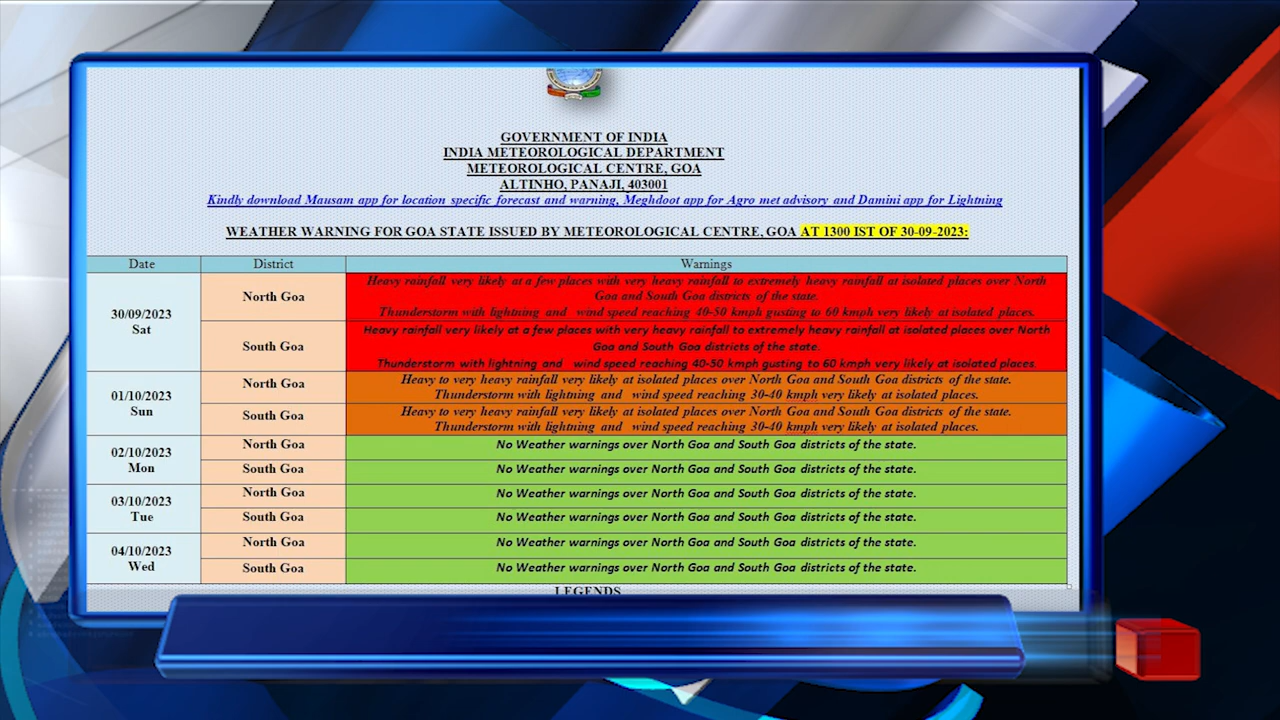 GOVERNMENT OF INDIA
INDIA METEOROLOGICAL DEPARTMENT
METEOROLOGICAL CENTRE, GOA
ALTINHO, PANAJI, 403001
Kindly download Mausam app for location specific forecast and warning, Meghdoot app for Agro met advisory and Damini app for Lightning
WEATHER WARNING FOR GOA STATE ISSUED BY METEOROLOGICAL CENTRE, GOA AT 1300 IST OF 30-09-2023:
Date District Warnings
30/09/2023
Sat
North Goa
Heavy rainfall very likely at a few places with very heavy rainfall to extremely heavy rainfall at isolated places over North
Goa and South Goa districts of the state.
Thunderstorm with lightning and wind speed reaching 40-50 kmph gusting to 60 kmph very likely at isolated places.
South Goa
Heavy rainfall very likely at a few places with very heavy rainfall to extremely heavy rainfall at isolated places over North
Goa and South Goa districts of the state.
Thunderstorm with lightning and wind speed reaching 40-50 kmph gusting to 60 kmph very likely at isolated places.
01/10/2023
Sun
North Goa
Heavy to very heavy rainfall very likely at isolated places over North Goa and South Goa districts of the state.
Thunderstorm with lightning and wind speed reaching 30-40 kmph very likely at isolated places.
South Goa
Heavy to very heavy rainfall very likely at isolated places over North Goa and South Goa districts of the state.
Thunderstorm with lightning and wind speed reaching 30-40 kmph very likely at isolated places.
02/10/2023
Mon
North Goa No Weather warnings over North Goa and South Goa districts of the state.
South Goa No Weather warnings over North Goa and South Goa districts of the state.
03/10/2023
Tue
North Goa No Weather warnings over North Goa and South Goa districts of the state.
South Goa No Weather warnings over North Goa and South Goa districts of the state.
04/10/2023
Wed
North Goa No Weather warnings over North Goa and South Goa districts of the state.
South Goa No Weather warnings over North Goa and South Goa districts of the state.
LEGENDS